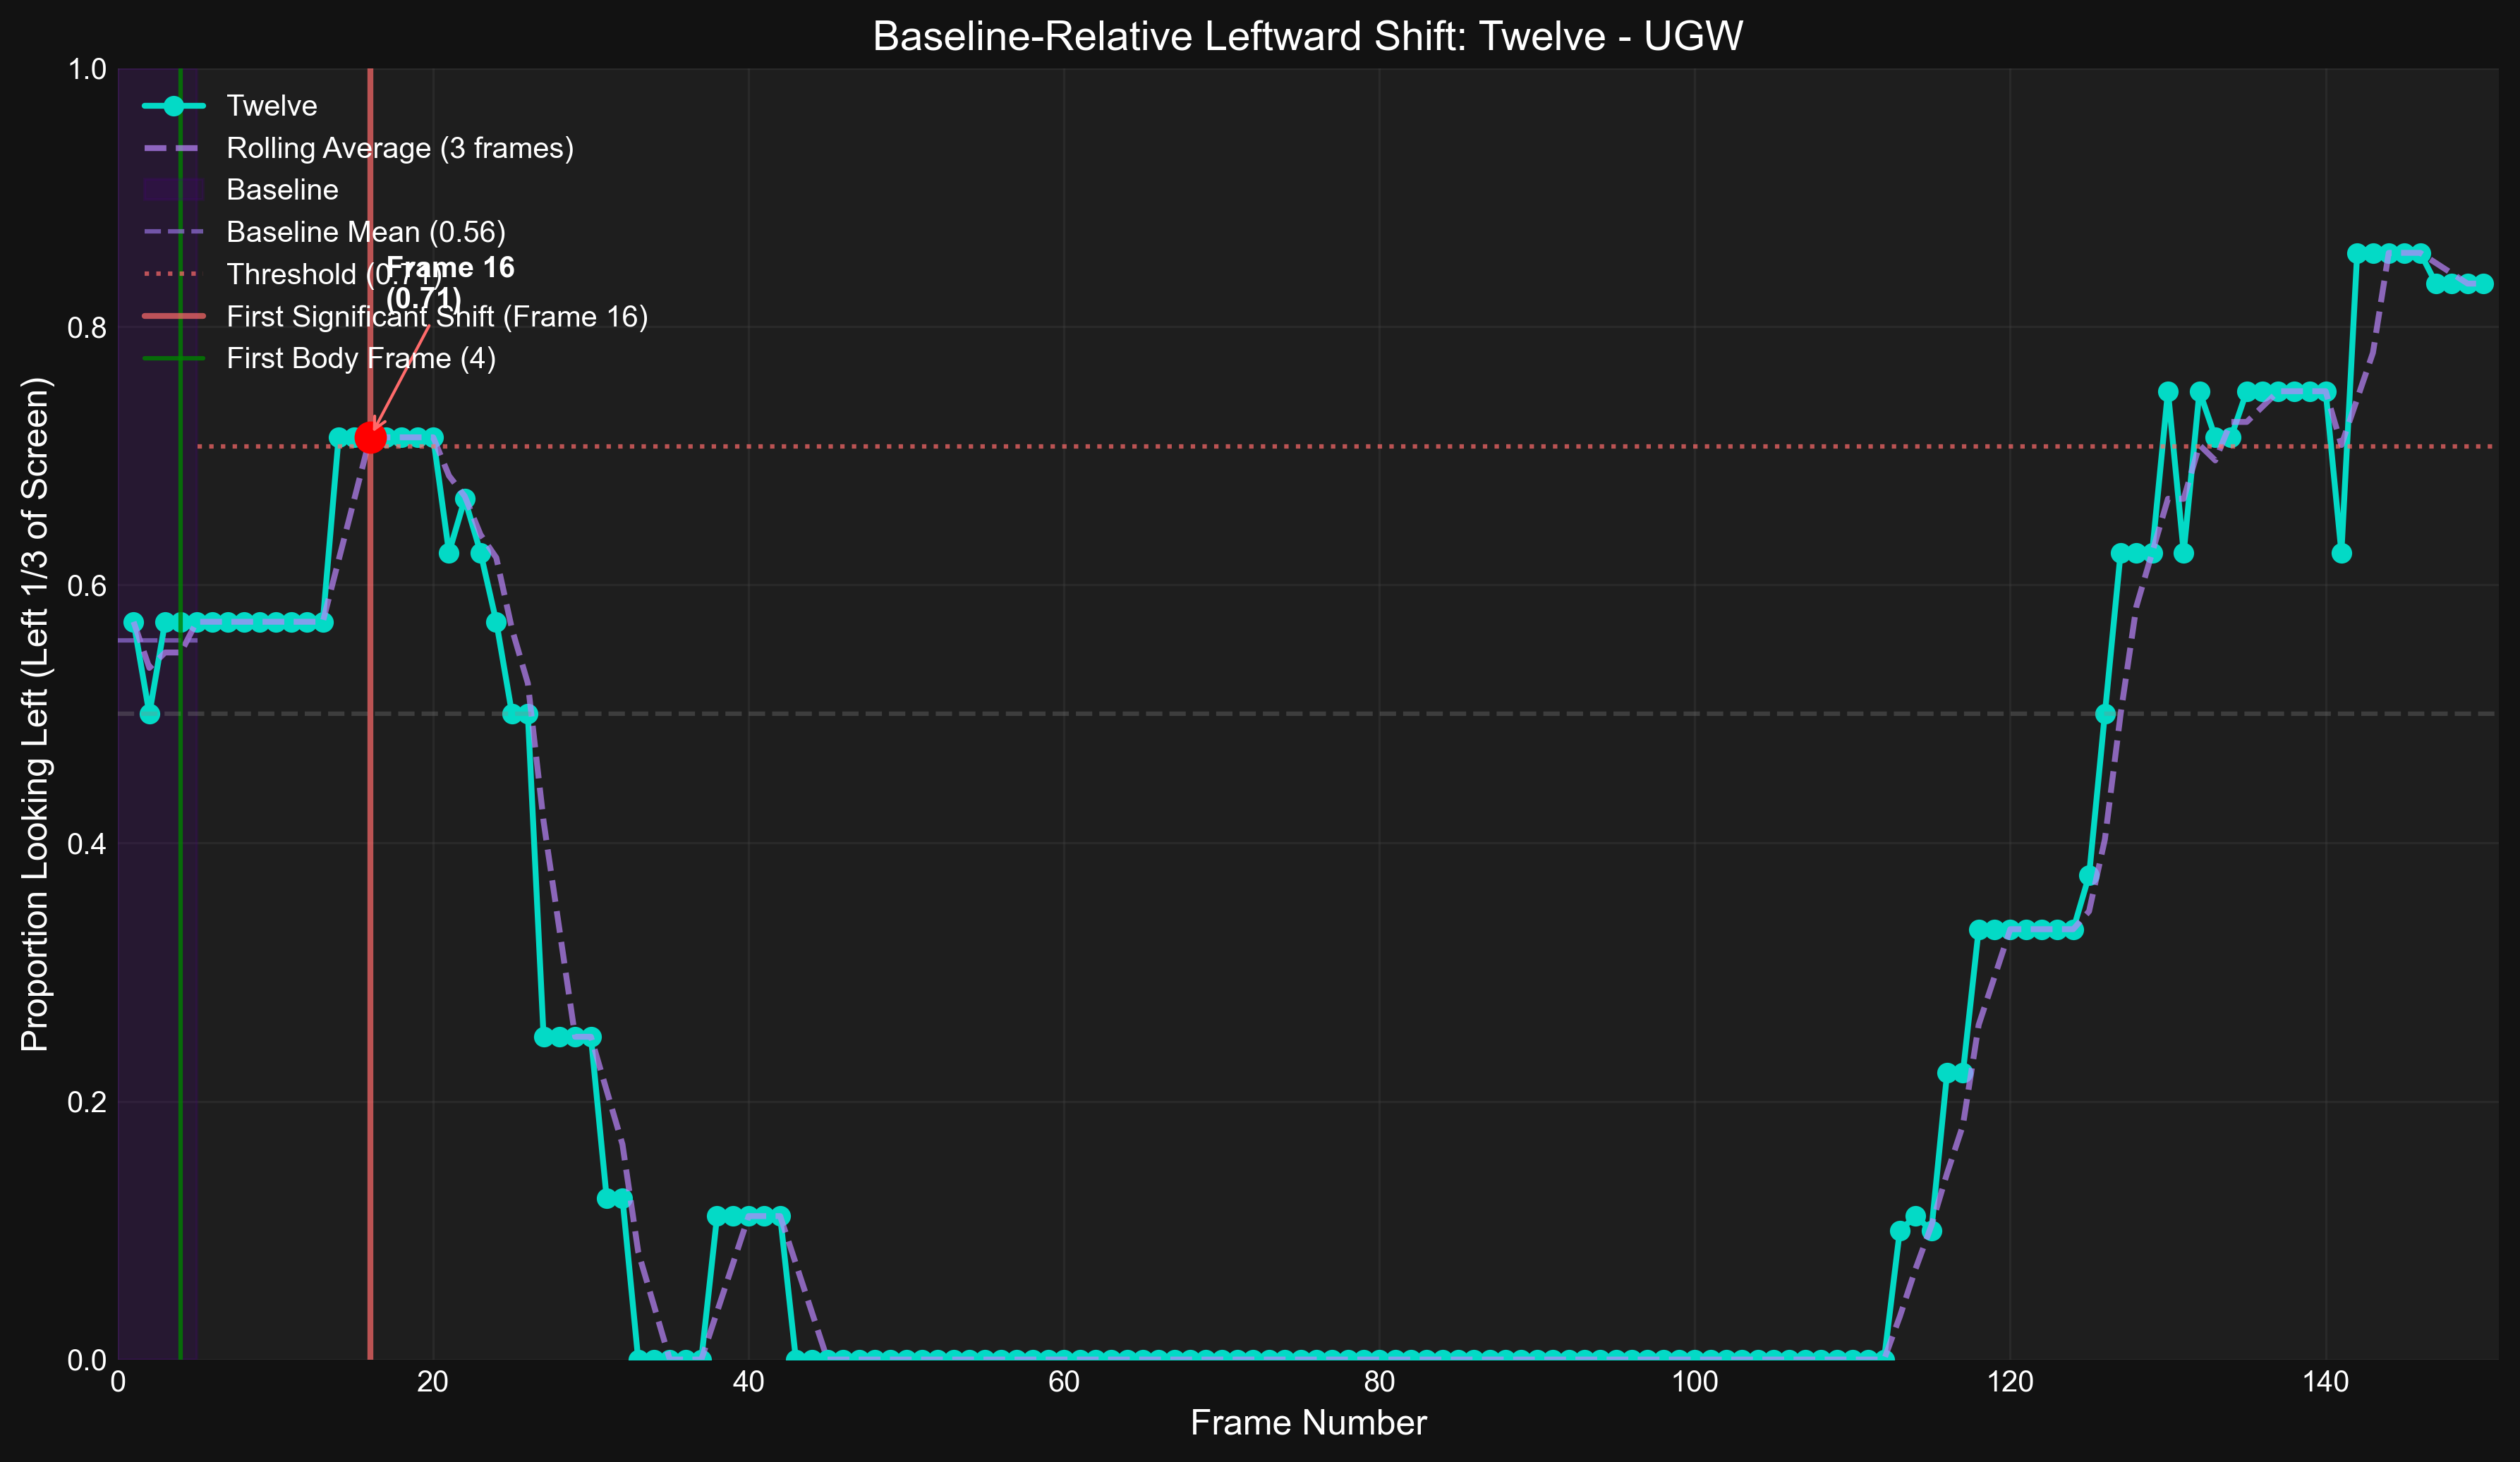 Baseline-Relative Leftward Shift: Twelve - UGW
Proportion Looking Left (Left 1/3 of Screen)
1.0
0.8
0.6
0.4
0.2
0.0
Twelve
Rolling Average (3 frames)
Baseline
Baseline Mean (0.56)
Threshold (0.71)
First Significant Shift (Frame 16)
First Body Frame (4)
Frame 16
(0.71)
0
20
40
60
80
100
120
140
Frame Number